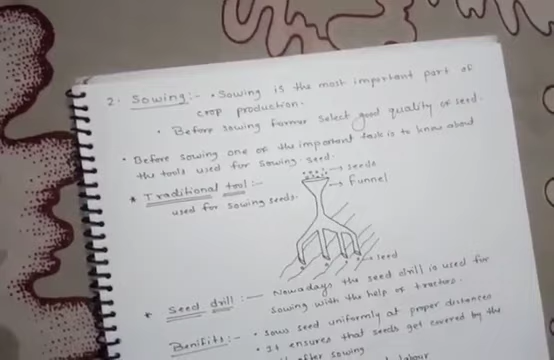 2. Sowing:- • Sowing is the most important part of
crop production.
• Before sowing farmer select good quality of seed.
• Before sowing one of the important task is to know about
the tools used for sowing seed.
* Traditional tool:-
used for sowing seeds.
→ seeds
→ Funnel
→ seed
* Seed drill:— Nowadays the seed drill is used for
sowing with the help of tractors.
Benifits:- • Sows seed uniformly at proper distances
• It ensures that seeds get covered by the
after sowing
labour